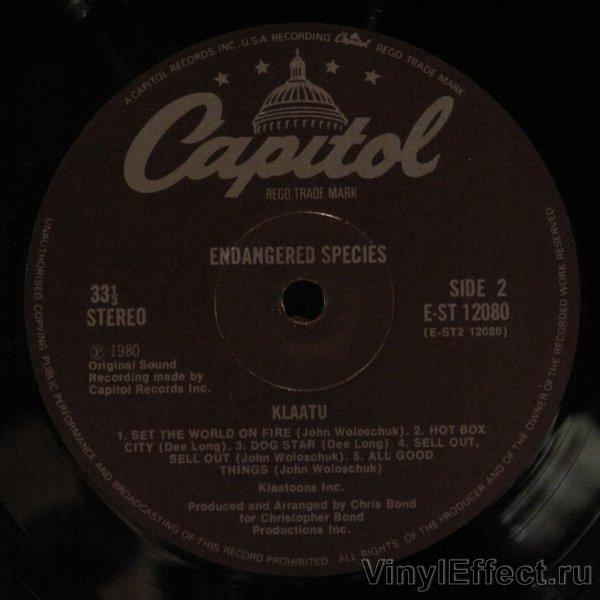 A CAPITOL RECORDS INC. U.S.A RECORDING Capitol REGD TRADE MARK
Capitol
REGD. TRADE MARK
ENDANGERED SPECIES
33⅓
STEREO
SIDE 2
E-ST 12080
(E-ST2 12080)
℗ 1980
Original Sound
Recording made by
Capitol Records Inc.
KLAATU
1. SET THE WORLD ON FIRE (John Woloschuk). 2. HOT BOX
CITY (Dee Long). 3. DOG STAR (Dee Long). 4. SELL OUT,
SELL OUT (John Woloschuk). 5. ALL GOOD
THINGS (John Woloschuk)
Klaatoons Inc.
Produced and Arranged by Chris Bond
for Christopher Bond
Productions Inc.
UNAUTHORISED COPYING PUBLIC PERFORMANCE AND BROADCASTING OF THIS RECORD PROHIBITED · ALL RIGHTS OF THE PRODUCER AND OF THE OWNER OF THE RECORDED WORK RESERVED
VinylEffect.ru